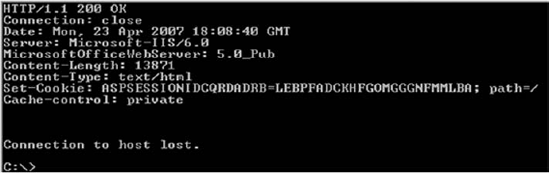 HTTP/1.1 200 OK
Connection: close
Date: Mon, 23 Apr 2007 18:08:40 GMT
Server: Microsoft-IIS/6.0
MicrosoftOfficeWebServer: 5.0_Pub
Content-Length: 13871
Content-Type: text/html
Set-Cookie: ASPSESSIONIDCQRDADRB=LEBPFADCKHFGOMGGGNFMMLBA; path=/
Cache-control: private
Connection to host lost.
C:\>